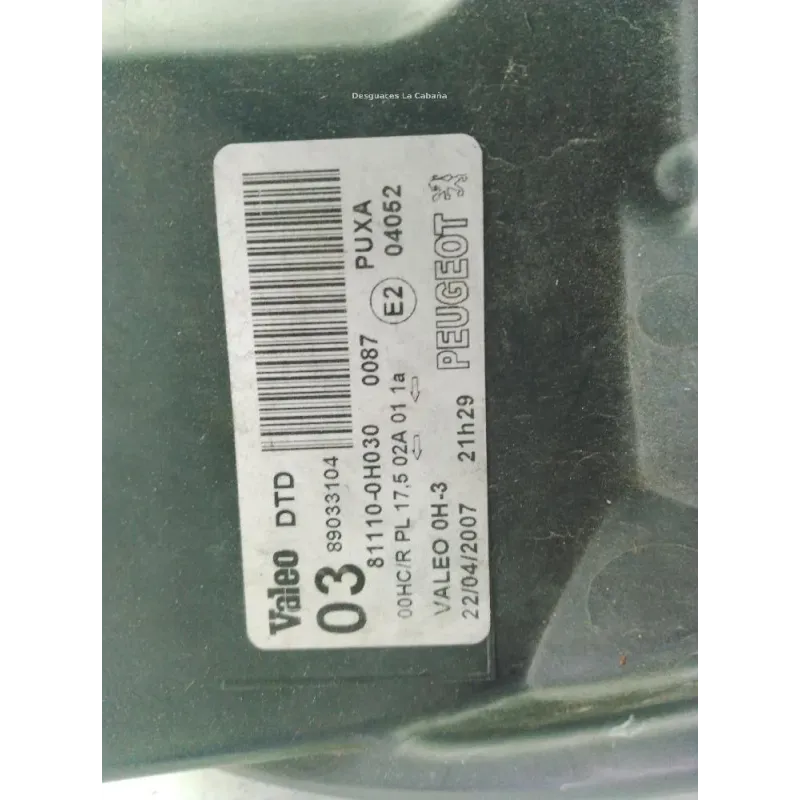 Desguaces La Cabaña
Valeo DTD
03 89033104
81110-0H030 0087 PUXA
00HC/R PL 17,5 02A 01 1a E2 04052
VALEO 0H-3
22/04/2007 21h29 PEUGEOT